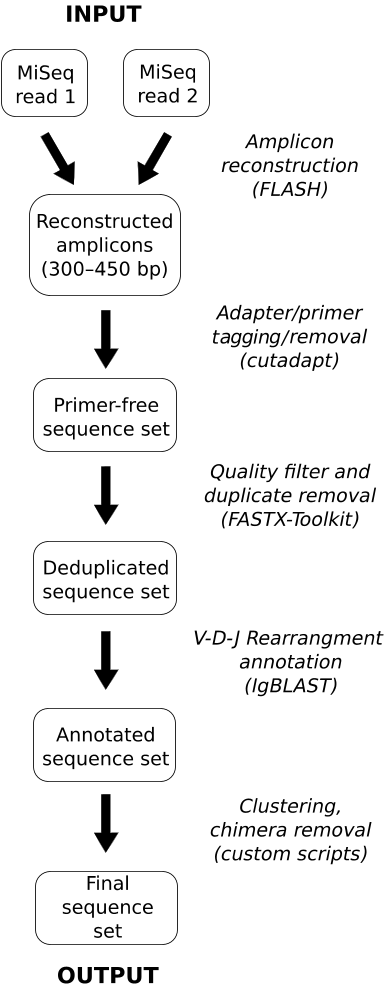 INPUT
MiSeq
read 1
MiSeq
read 2
Amplicon
reconstruction
(FLASH)
Reconstructed
amplicons
(300–450 bp)
Adapter/primer
tagging/removal
(cutadapt)
Primer-free
sequence set
Quality filter and
duplicate removal
(FASTX-Toolkit)
Deduplicated
sequence set
V-D-J Rearrangment
annotation
(IgBLAST)
Annotated
sequence set
Clustering,
chimera removal
(custom scripts)
Final
sequence
set
OUTPUT